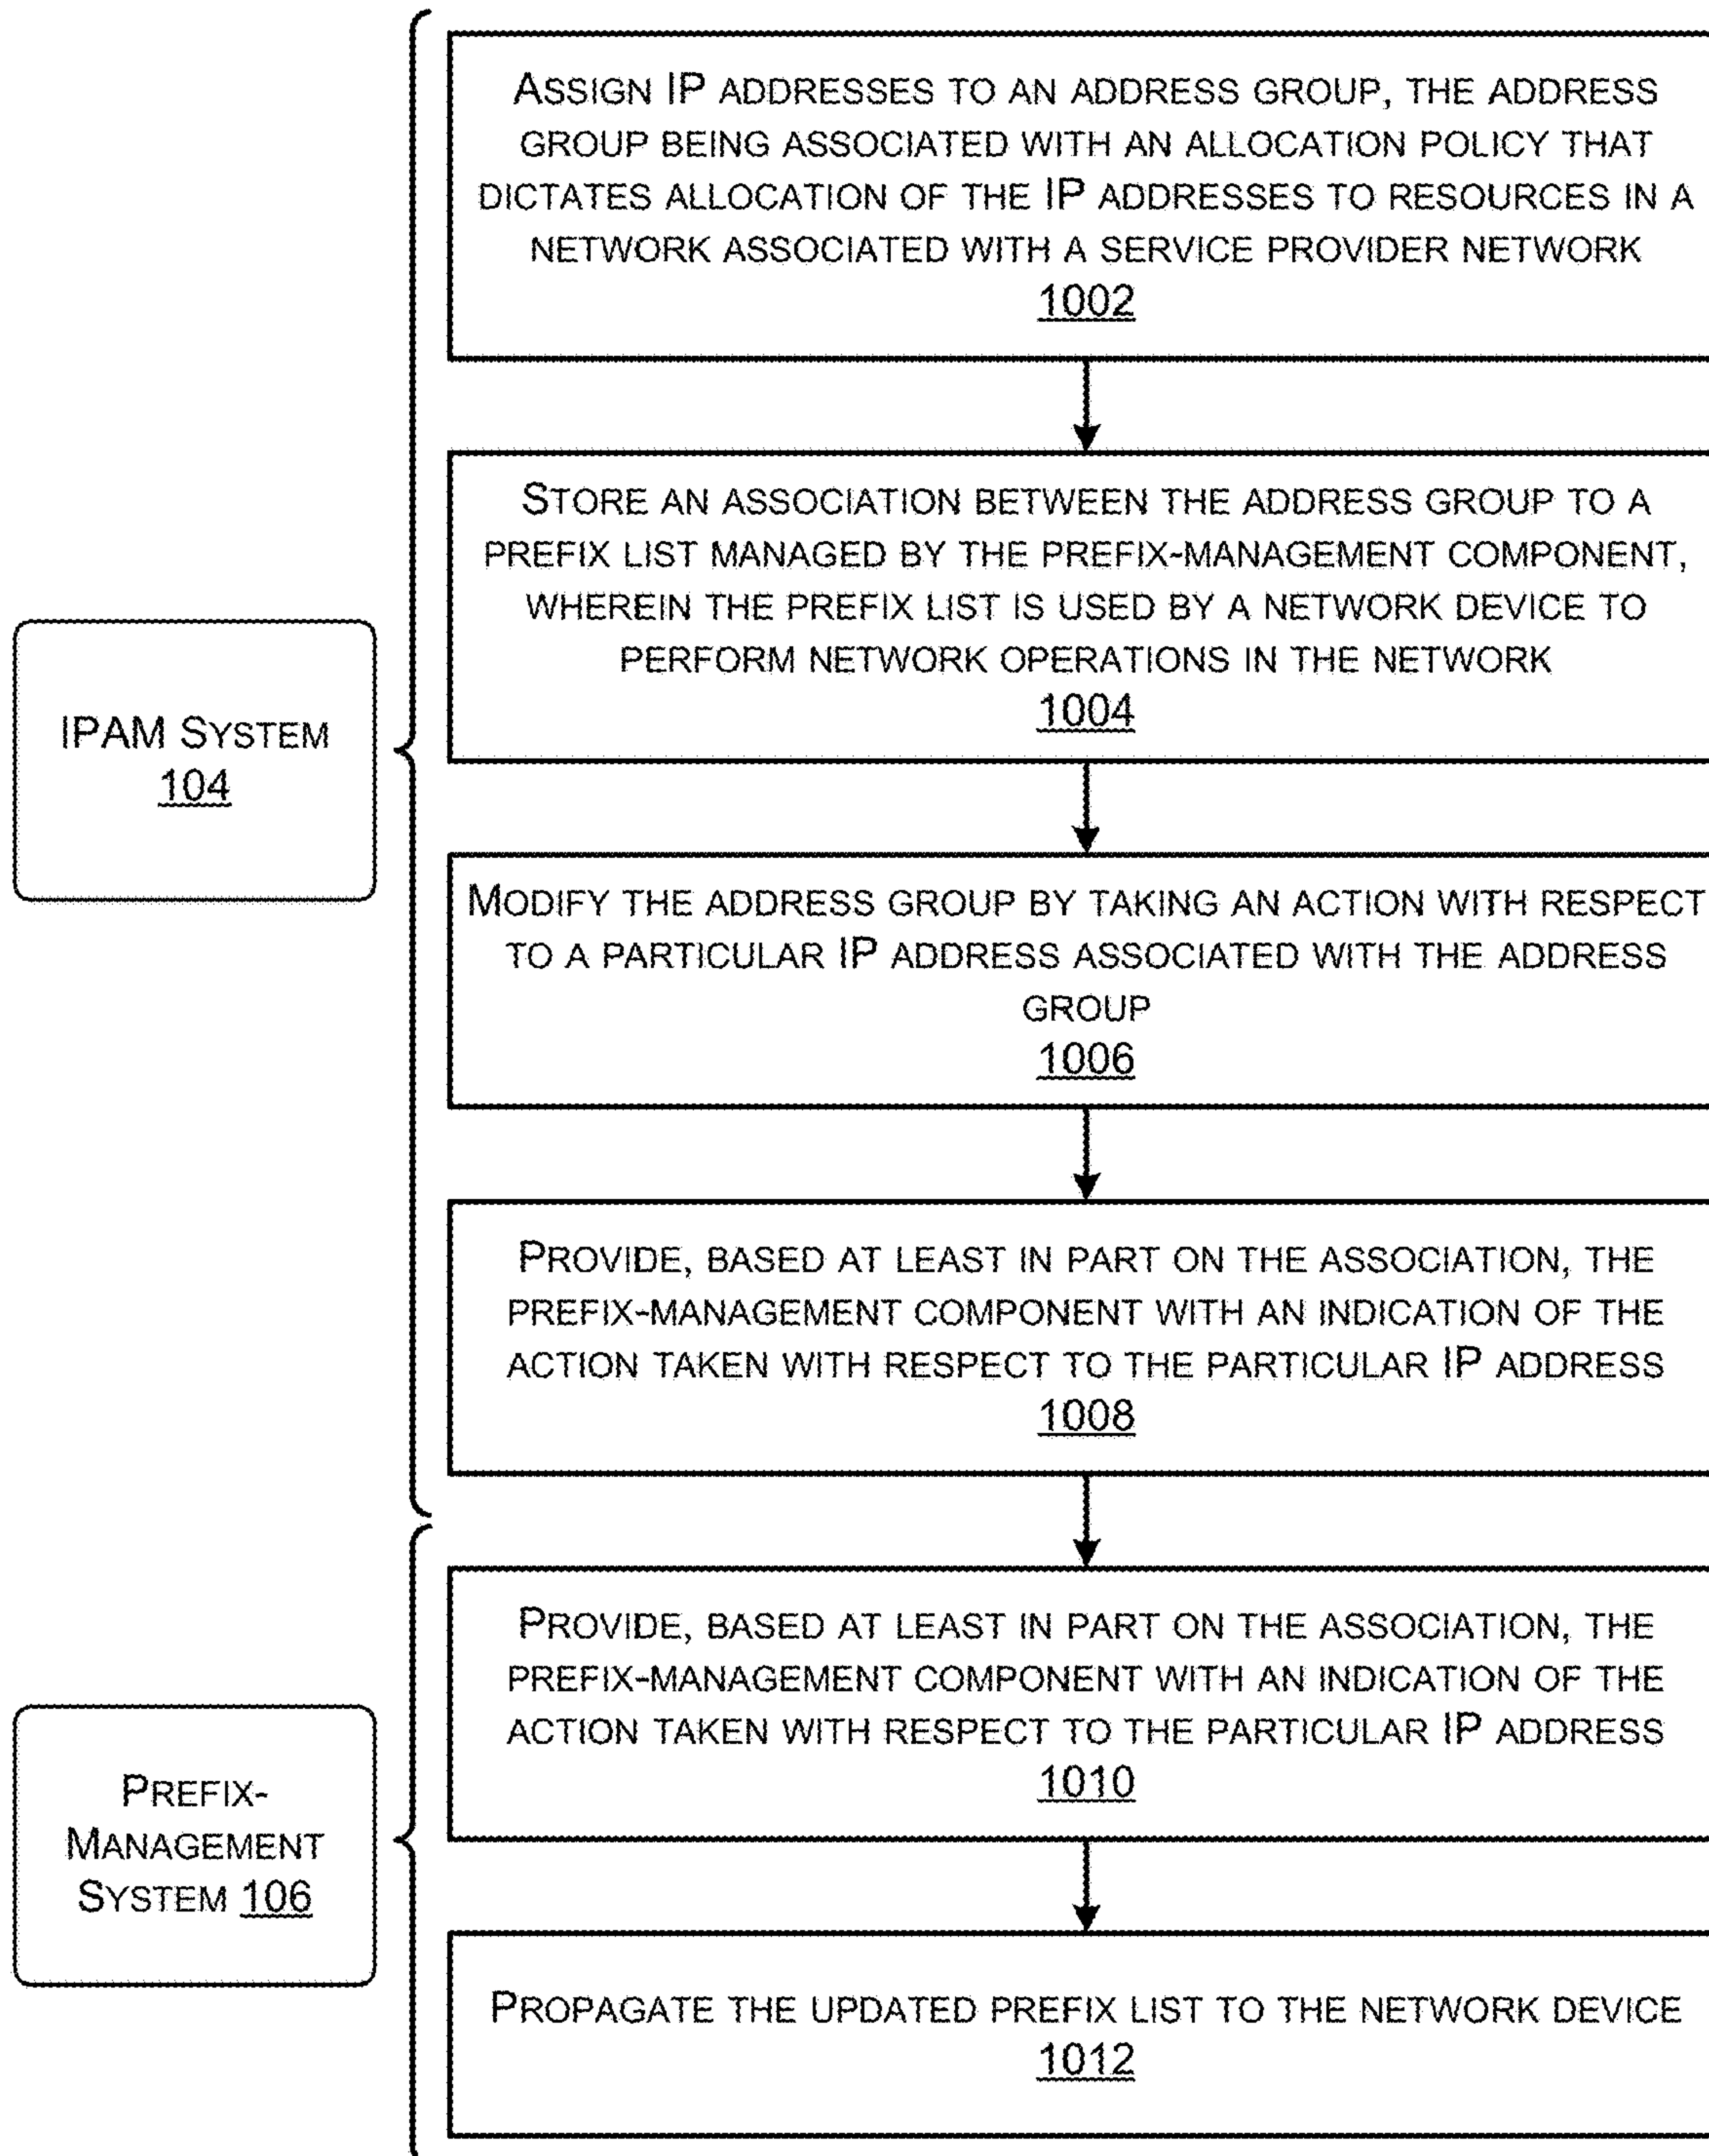 ASSIGN IP ADDRESSES TO AN ADDRESS GROUP, THE ADDRESS
GROUP BEING ASSOCIATED WITH AN ALLOCATION POLICY THAT
DICTATES ALLOCATION OF THE IP ADDRESSES TO RESOURCES IN A
NETWORK ASSOCIATED WITH A SERVICE PROVIDER NETWORK
1002
STORE AN ASSOCIATION BETWEEN THE ADDRESS GROUP TO A
PREFIX LIST MANAGED BY THE PREFIX-MANAGEMENT COMPONENT,
WHEREIN THE PREFIX LIST IS USED BY A NETWORK DEVICE TO
PERFORM NETWORK OPERATIONS IN THE NETWORK
1004
IPAM SYSTEM
104
MODIFY THE ADDRESS GROUP BY TAKING AN ACTION WITH RESPECT
TO A PARTICULAR IP ADDRESS ASSOCIATED WITH THE ADDRESS
GROUP
1006
PROVIDE, BASED AT LEAST IN PART ON THE ASSOCIATION, THE
PREFIX-MANAGEMENT COMPONENT WITH AN INDICATION OF THE
ACTION TAKEN WITH RESPECT TO THE PARTICULAR IP ADDRESS
1008
PROVIDE, BASED AT LEAST IN PART ON THE ASSOCIATION, THE
PREFIX-MANAGEMENT COMPONENT WITH AN INDICATION OF THE
ACTION TAKEN WITH RESPECT TO THE PARTICULAR IP ADDRESS
1010
PREFIX-
MANAGEMENT
SYSTEM 106
PROPAGATE THE UPDATED PREFIX LIST TO THE NETWORK DEVICE
1012